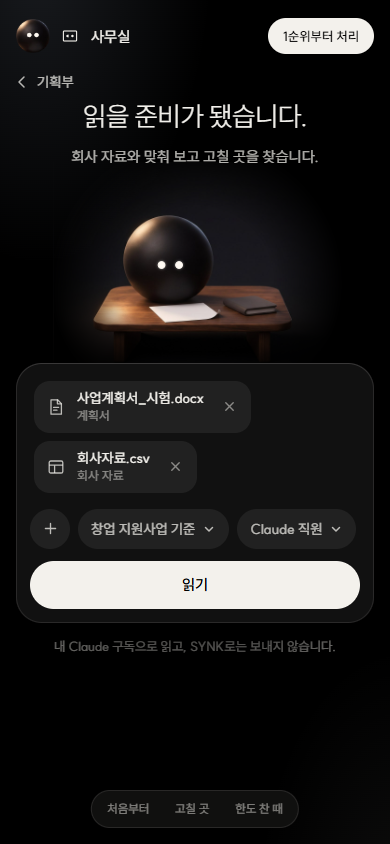 사무실
1순위부터 처리
기획부
읽을 준비가 됐습니다.
회사 자료와 맞춰 보고 고칠 곳을 찾습니다.
사업계획서_시험.docx
계획서
회사자료.csv
회사 자료
창업 지원사업 기준
Claude 직원
읽기
내 Claude 구독으로 읽고, SYNK로는 보내지 않습니다.
처음부터 고칠 곳 한도 찬 때